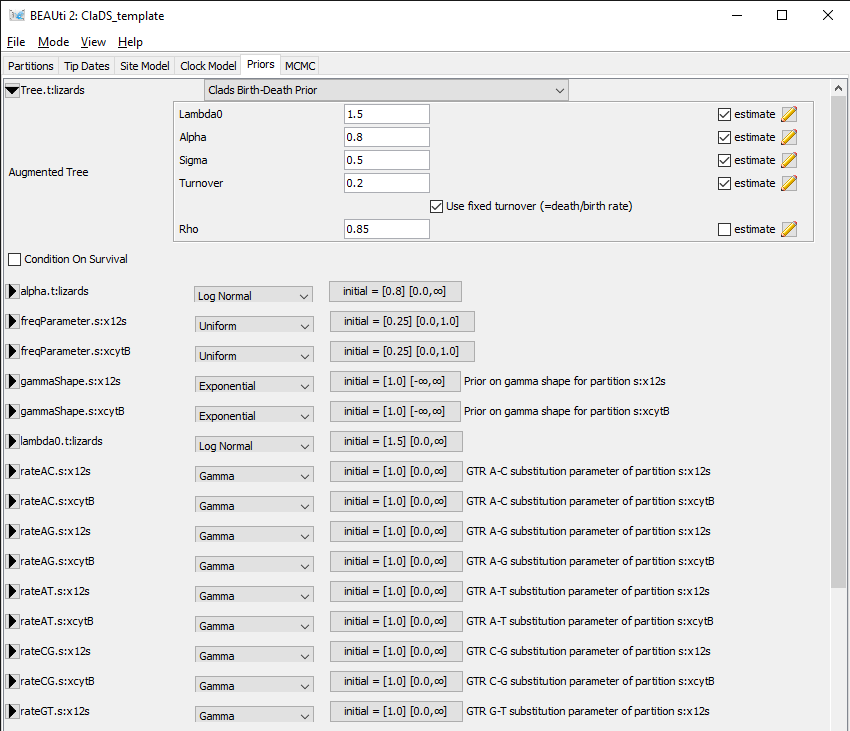 BEAUti 2: ClaDS_template
File Mode View Help
Partitions Tip Dates Site Model Clock Model Priors MCMC
Tree.t:lizards Clads Birth-Death Prior
Lambda0 1.5 estimate
Alpha 0.8 estimate
Sigma 0.5 estimate
Augmented Tree
Turnover 0.2 estimate
Use fixed turnover (=death/birth rate)
Rho 0.85 estimate
Condition On Survival
alpha.t:lizards Log Normal initial = [0.8] [0.0,∞]
freqParameter.s:x12s Uniform initial = [0.25] [0.0,1.0]
freqParameter.s:xcytB Uniform initial = [0.25] [0.0,1.0]
gammaShape.s:x12s Exponential initial = [1.0] [-∞,∞] Prior on gamma shape for partition s:x12s
gammaShape.s:xcytB Exponential initial = [1.0] [-∞,∞] Prior on gamma shape for partition s:xcytB
lambda0.t:lizards Log Normal initial = [1.5] [0.0,∞]
rateAC.s:x12s Gamma initial = [1.0] [0.0,∞] GTR A-C substitution parameter of partition s:x12s
rateAC.s:xcytB Gamma initial = [1.0] [0.0,∞] GTR A-C substitution parameter of partition s:xcytB
rateAG.s:x12s Gamma initial = [1.0] [0.0,∞] GTR A-G substitution parameter of partition s:x12s
rateAG.s:xcytB Gamma initial = [1.0] [0.0,∞] GTR A-G substitution parameter of partition s:xcytB
rateAT.s:x12s Gamma initial = [1.0] [0.0,∞] GTR A-T substitution parameter of partition s:x12s
rateAT.s:xcytB Gamma initial = [1.0] [0.0,∞] GTR A-T substitution parameter of partition s:xcytB
rateCG.s:x12s Gamma initial = [1.0] [0.0,∞] GTR C-G substitution parameter of partition s:x12s
rateCG.s:xcytB Gamma initial = [1.0] [0.0,∞] GTR C-G substitution parameter of partition s:xcytB
rateGT.s:x12s Gamma initial = [1.0] [0.0,∞] GTR G-T substitution parameter of partition s:x12s